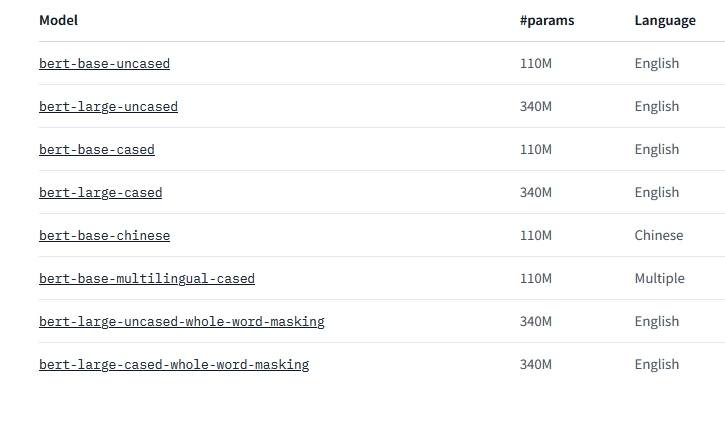 Model #params Language
bert-base-uncased 110M English
bert-large-uncased 340M English
bert-base-cased 110M English
bert-large-cased 340M English
bert-base-chinese 110M Chinese
bert-base-multilingual-cased 110M Multiple
bert-large-uncased-whole-word-masking 340M English
bert-large-cased-whole-word-masking 340M English